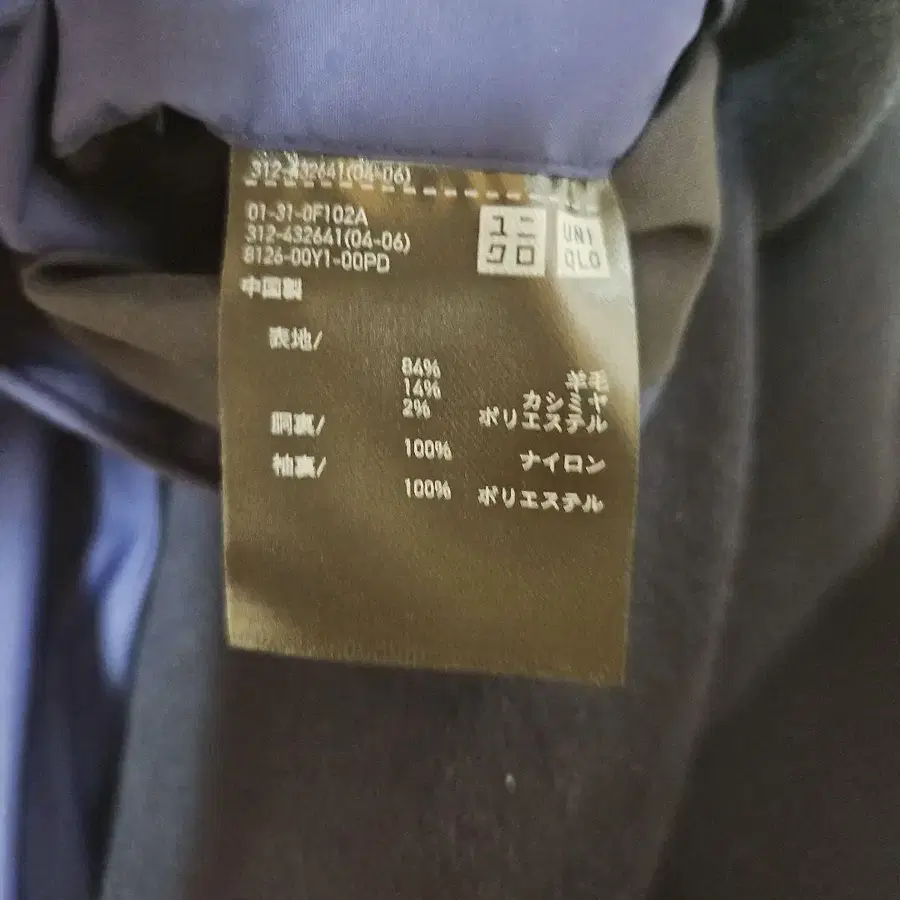 312-432641(04-06)
01-31-0F102A
312-432641(04-06)
8126-00Y1-00PD
ユニクロ
UNIQLO
中国製
表地/
84% 羊毛
14% カシミヤ
2% ポリエステル
胴裏/
100% ナイロン
袖裏/
100% ポリエステル